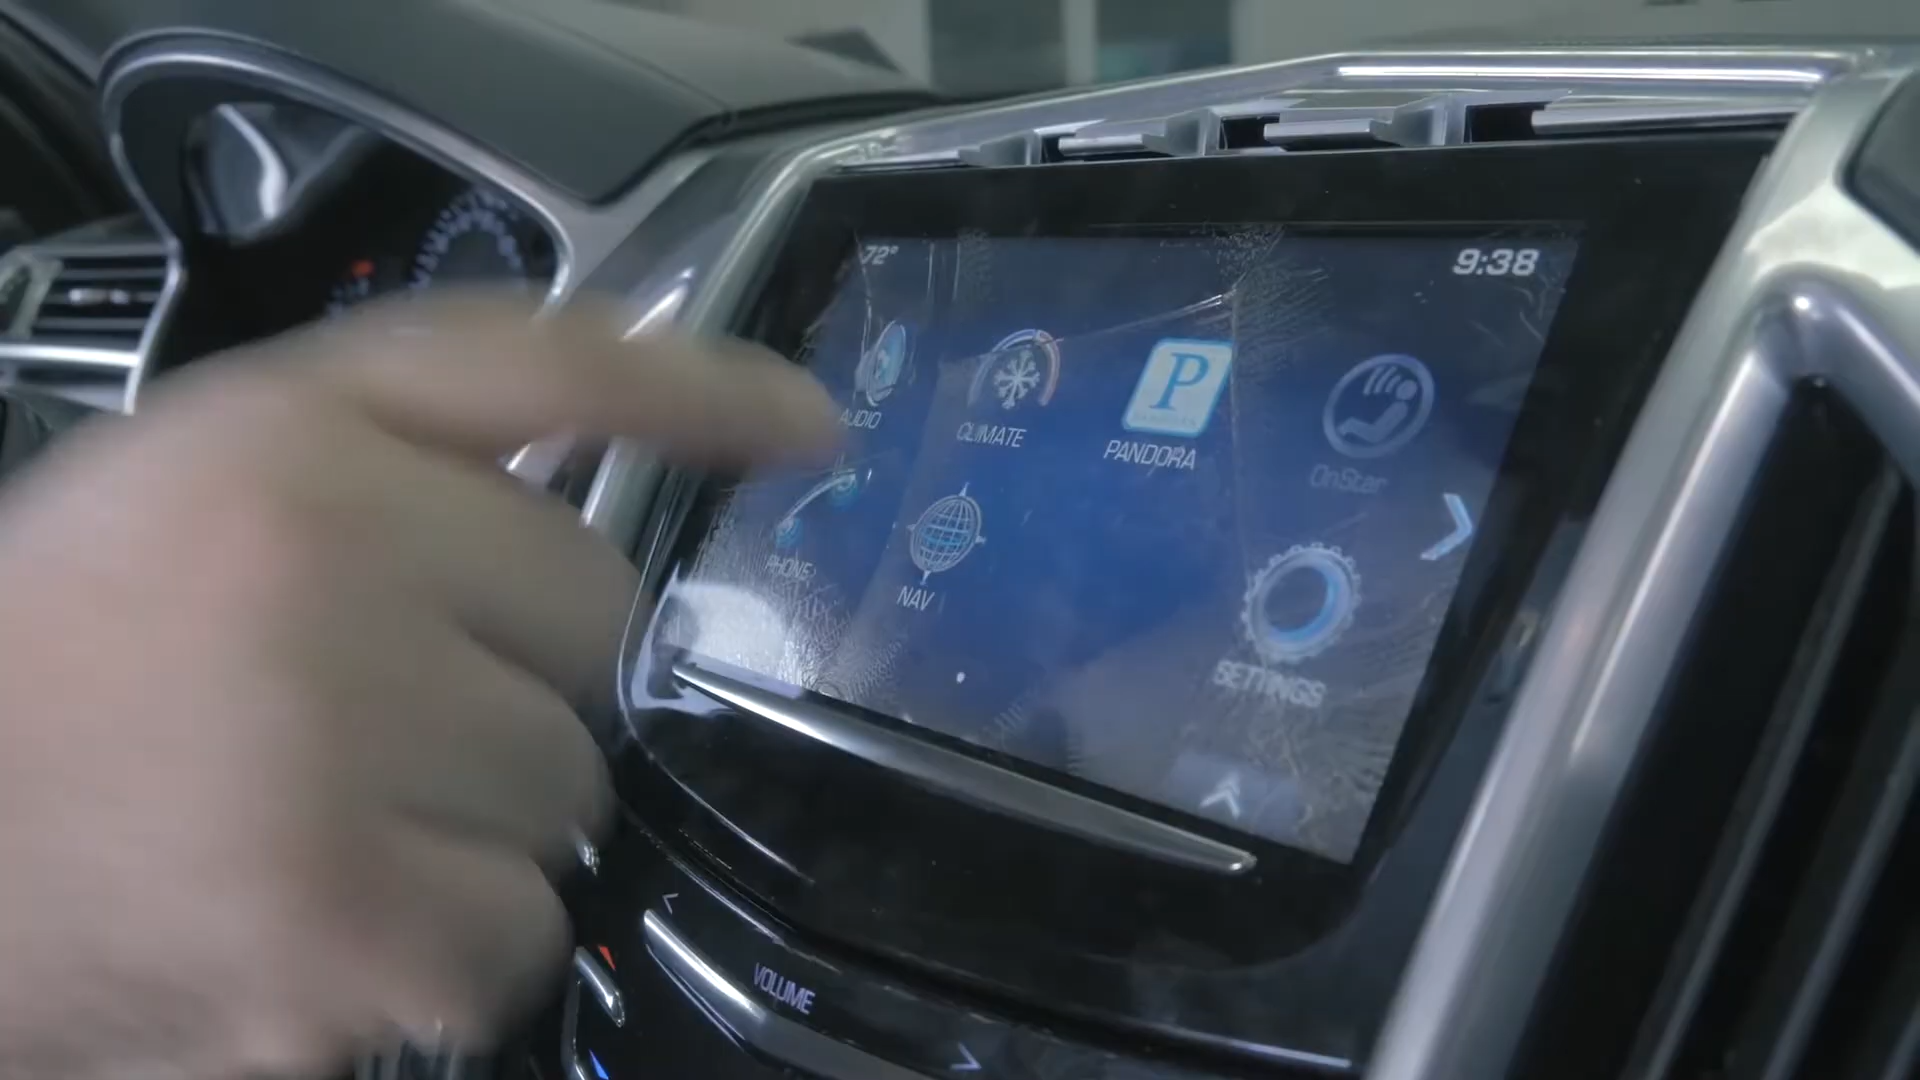 72°
9:38
AUDIO
CLIMATE
P
PANDORA
OnStar
PHONE
NAV
SETTINGS
VOLUME